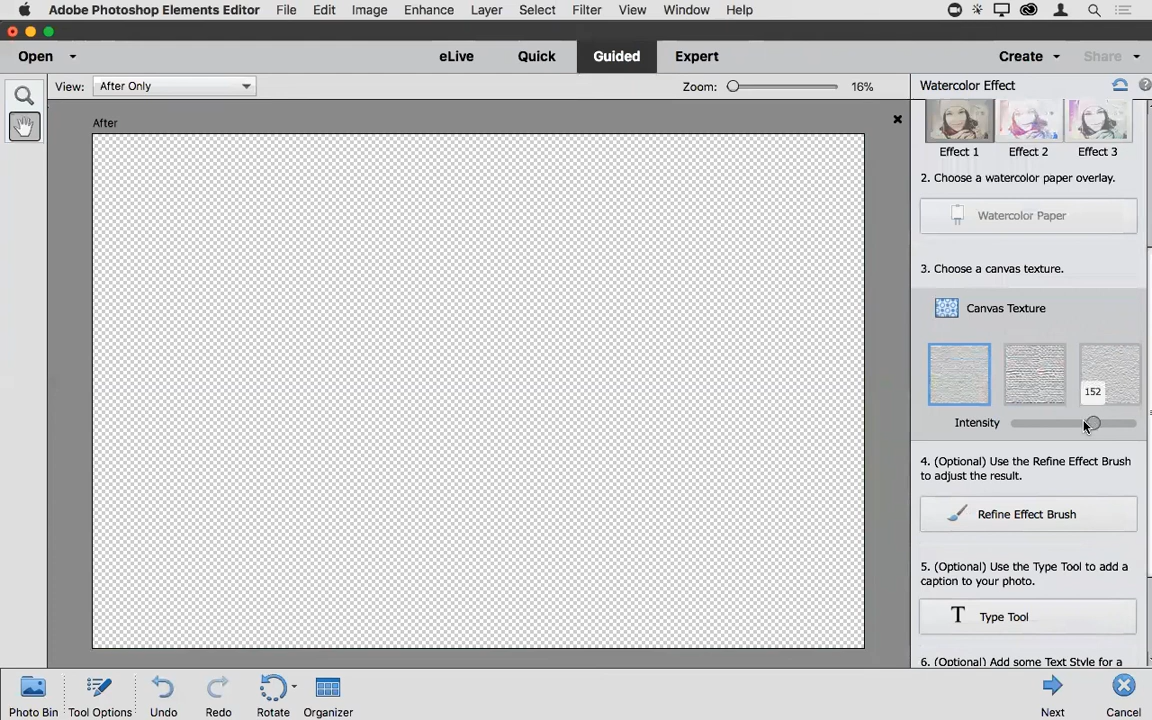 Adobe Photoshop Elements Editor File Edit Image Enhance Layer Select Filter View Window Help
Open eLive Quick Guided Expert Create Share
View: After Only Zoom: 16% Watercolor Effect ?
After
Effect 1 Effect 2 Effect 3
2. Choose a watercolor paper overlay.
Watercolor Paper
3. Choose a canvas texture.
Canvas Texture
152
Intensity
4. (Optional) Use the Refine Effect Brush
to adjust the result.
Refine Effect Brush
5. (Optional) Use the Type Tool to add a
caption to your photo.
T Type Tool
6. (Optional) Add some Text Style for a
Photo Bin Tool Options Undo Redo Rotate Organizer Next Cancel